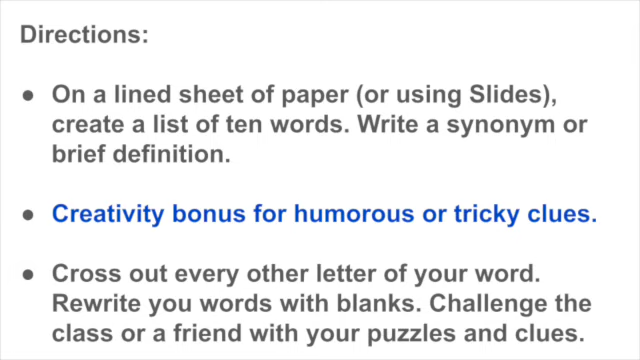 Directions:
● On a lined sheet of paper (or using Slides),
create a list of ten words. Write a synonym or
brief definition.
● Creativity bonus for humorous or tricky clues.
● Cross out every other letter of your word.
Rewrite you words with blanks. Challenge the
class or a friend with your puzzles and clues.